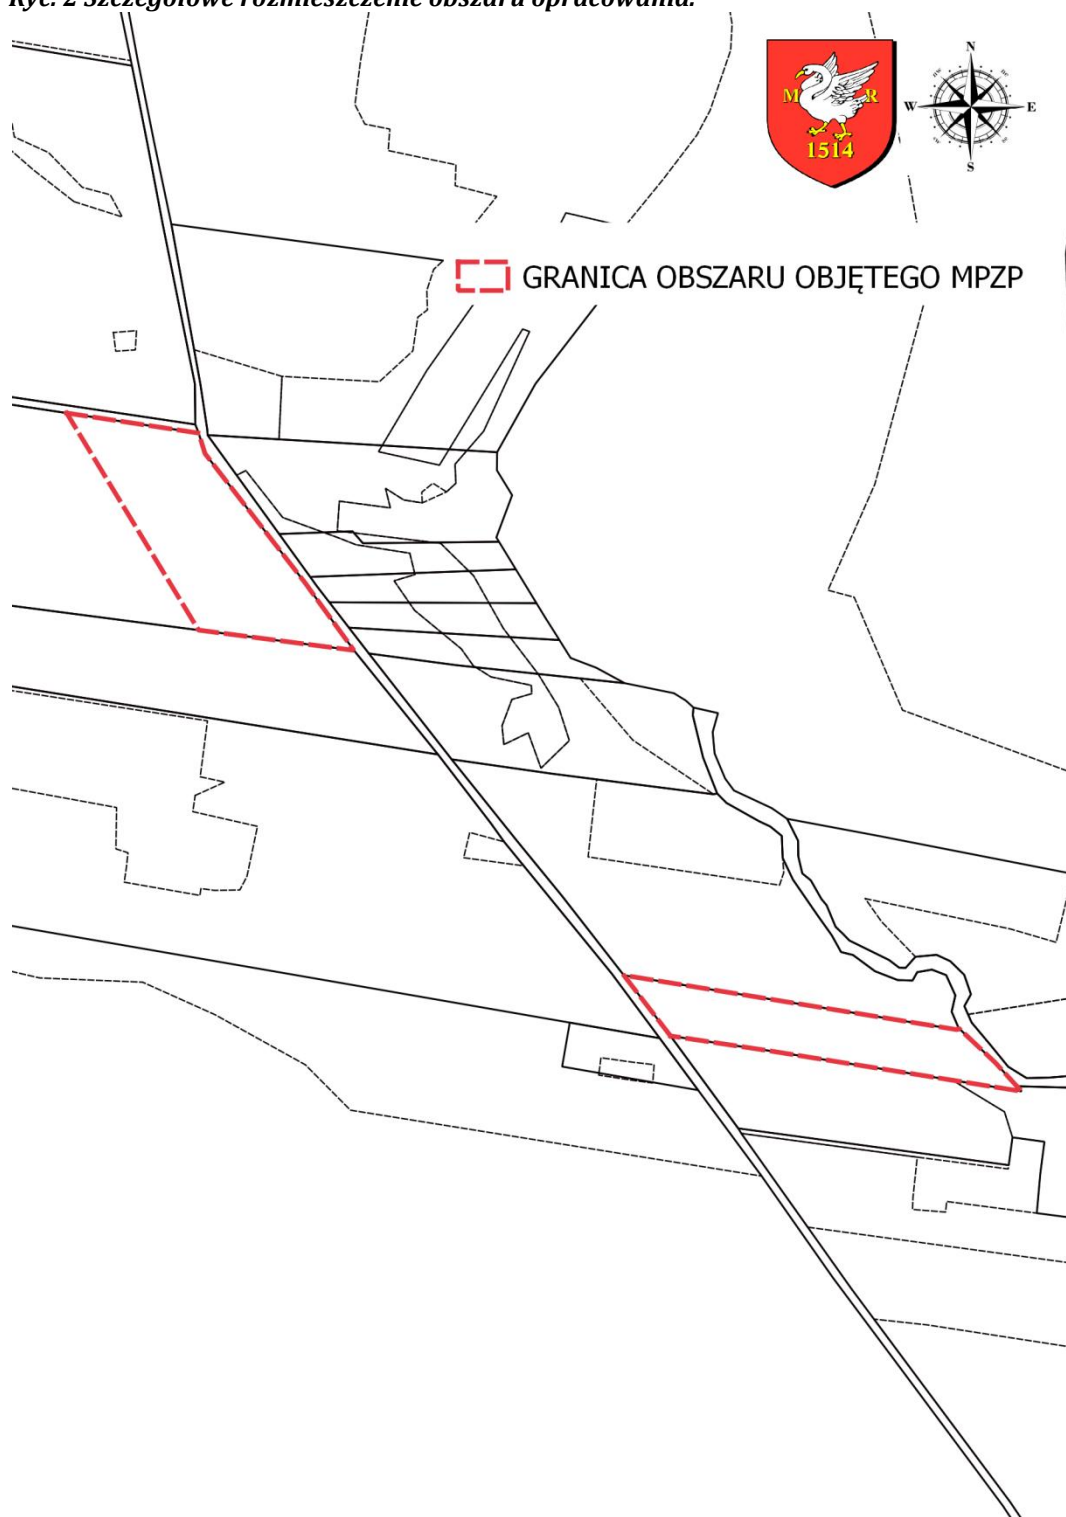 Ryc. 2 Szczegółowe rozmieszczenie obszaru opracowania.
N
M R
W E
1514
S
GRANICA OBSZARU OBJĘTEGO MPZP